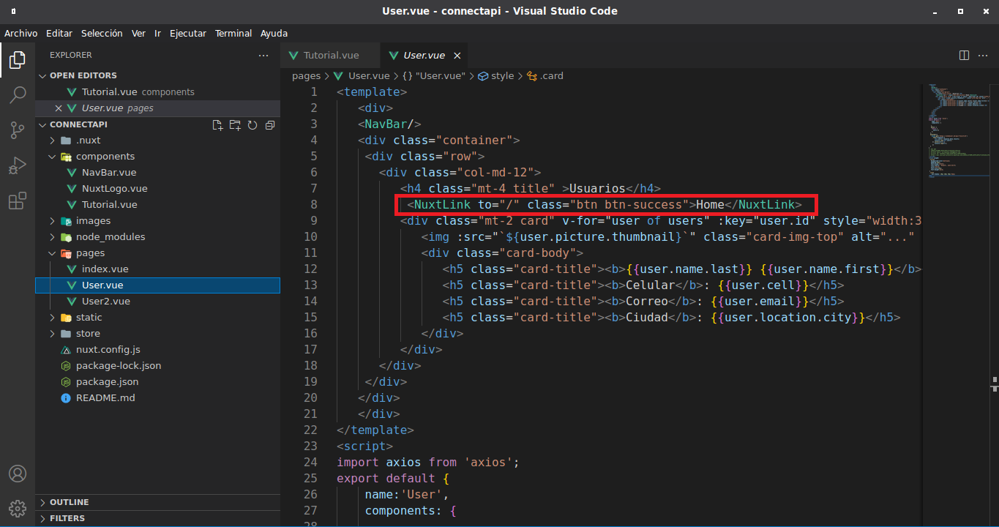 User.vue - connectapi - Visual Studio Code
Archivo Editar Selección Ver Ir Ejecutar Terminal Ayuda
EXPLORER
OPEN EDITORS
Tutorial.vue components
User.vue pages
CONNECTAPI
.nuxt
components
NavBar.vue
NuxtLogo.vue
Tutorial.vue
images
node_modules
pages
index.vue
User.vue
User2.vue
static
store
nuxt.config.js
package-lock.json
package.json
README.md
OUTLINE
FILTERS
Tutorial.vue User.vue
pages > User.vue > {} "User.vue" > style > .card
1 <template>
2 <div>
3 <NavBar/>
4 <div class="container">
5 <div class="row">
6 <div class="col-md-12">
7 <h4 class="mt-4 title" >Usuarios</h4>
8 <NuxtLink to="/" class="btn btn-success">Home</NuxtLink>
9 <div class="mt-2 card" v-for="user of users" :key="user.id" style="width:3
10 <img :src="`${user.picture.thumbnail}`" class="card-img-top" alt="..."
11 <div class="card-body">
12 <h5 class="card-title"><b>{{user.name.last}} {{user.name.first}}</b>
13 <h5 class="card-title"><b>Celular</b>: {{user.cell}}</h5>
14 <h5 class="card-title"><b>Correo</b>: {{user.email}}</h5>
15 <h5 class="card-title"><b>Ciudad</b>: {{user.location.city}}</h5>
16 </div>
17 </div>
18 </div>
19 </div>
20 </div>
21 </div>
22 </template>
23 <script>
24 import axios from 'axios';
25 export default {
26 name:'User',
27 components: {
28